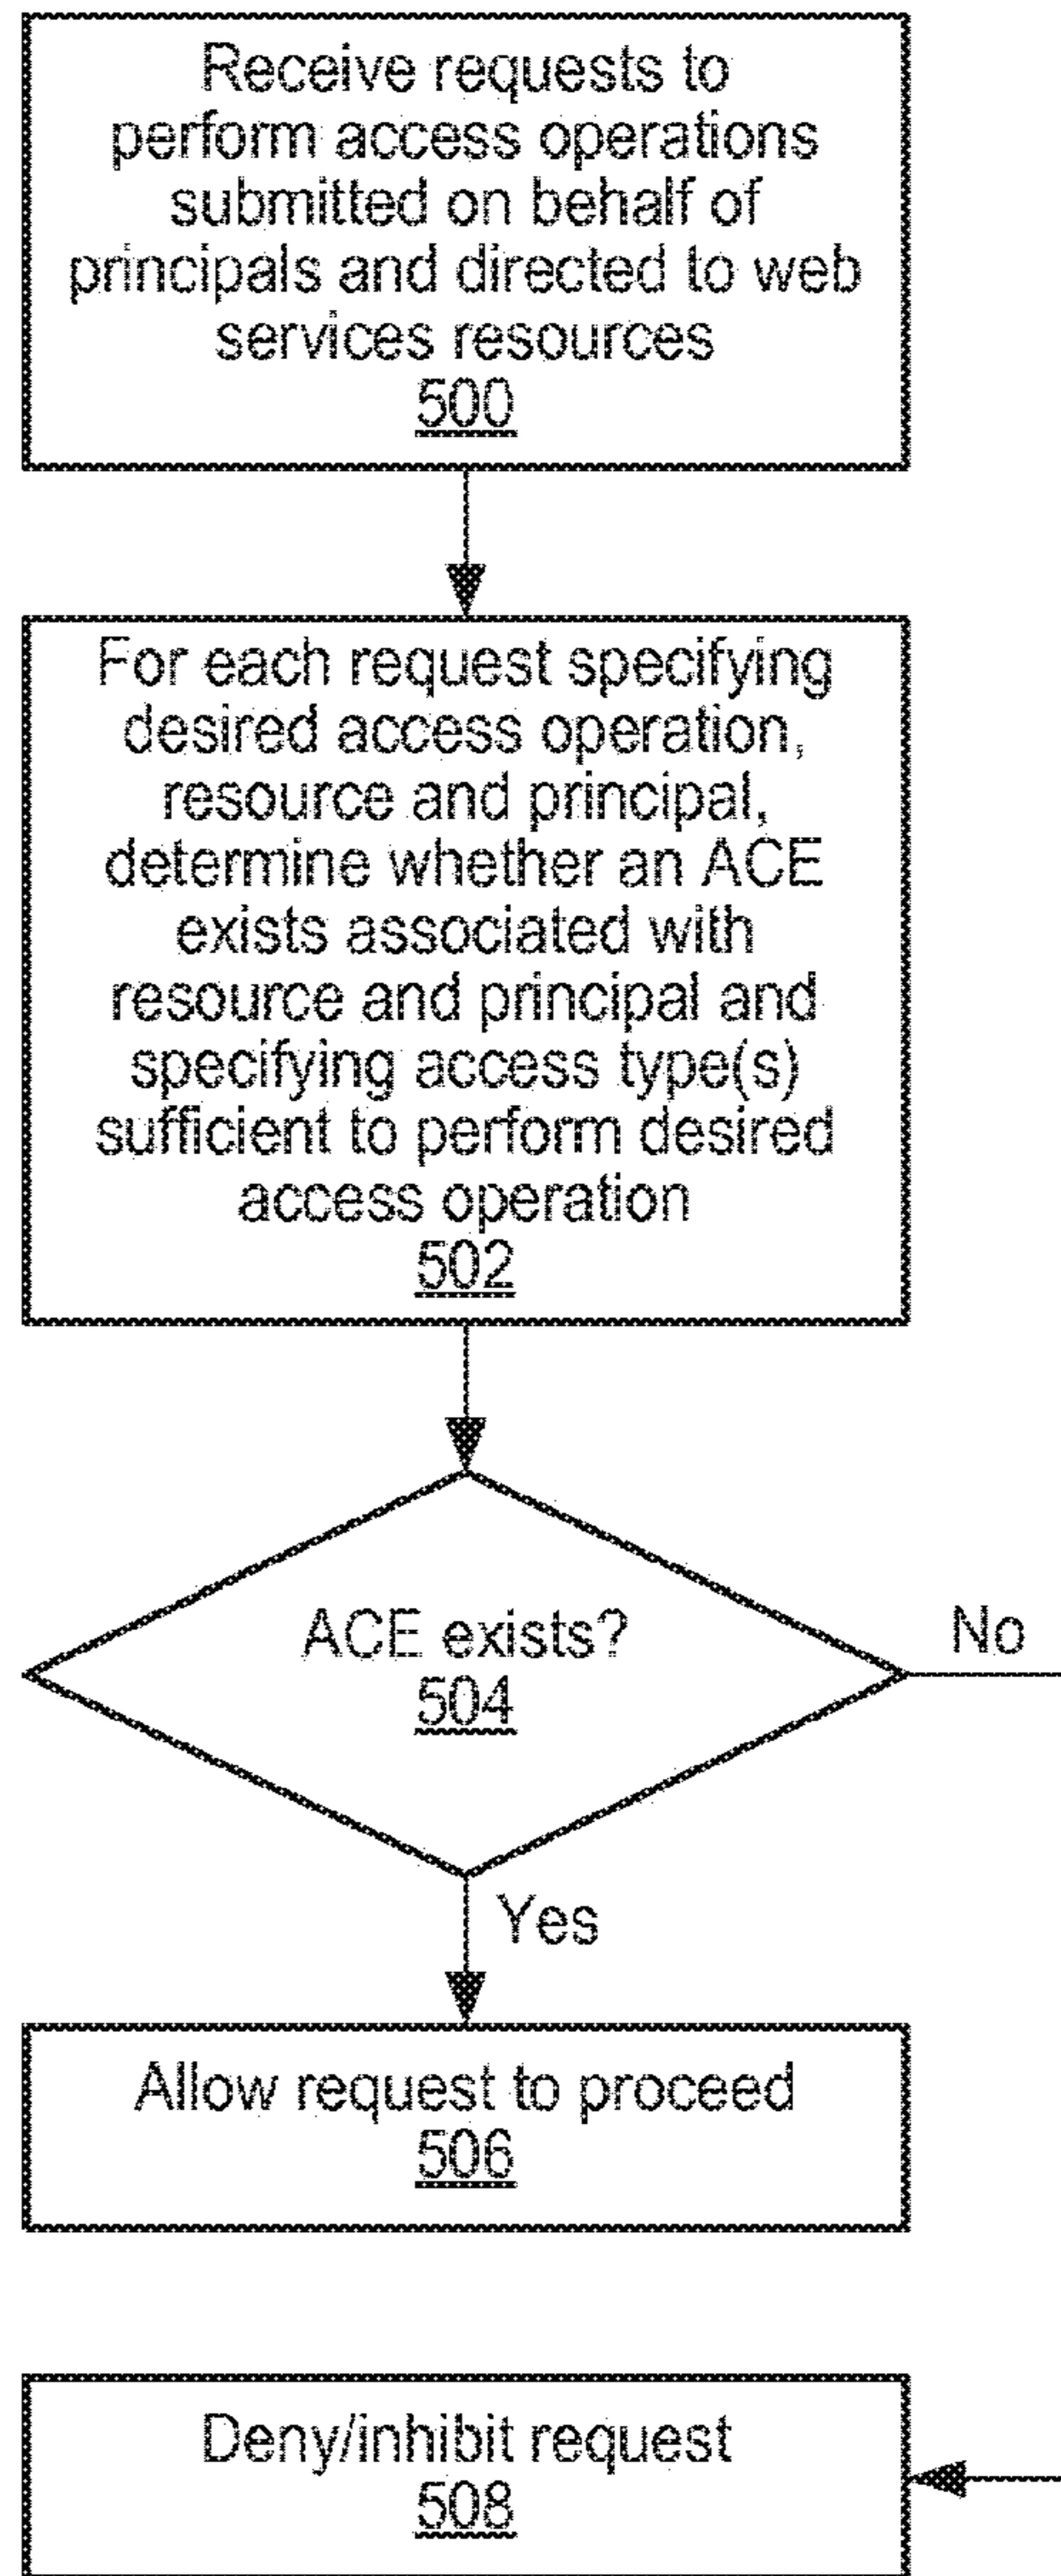 Receive requests to
perform access operations
submitted on behalf of
principals and directed to web
services resources
500
For each request specifying
desired access operation,
resource and principal,
determine whether an ACE
exists associated with
resource and principal and
specifying access type(s)
sufficient to perform desired
access operation
502
ACE exists?
504
No
Yes
Allow request to proceed
506
Deny/inhibit request
508